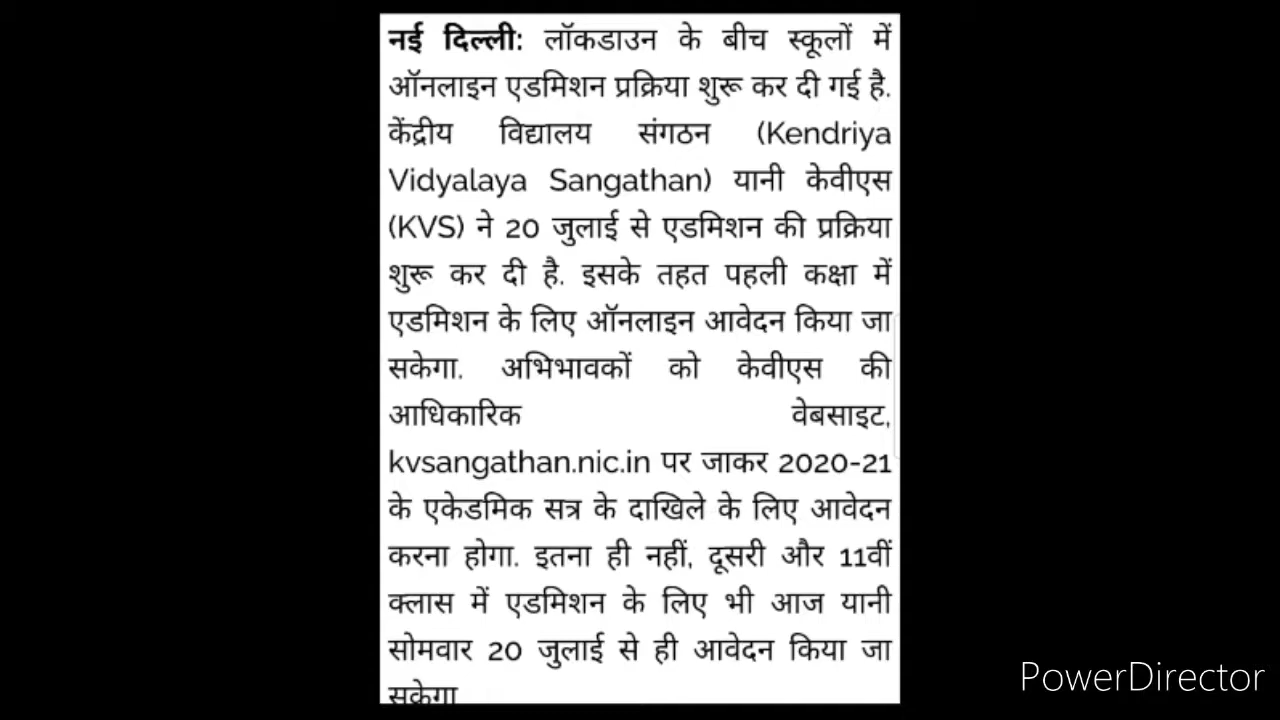 नई दिल्ली: लॉकडाउन के बीच स्कूलों में
ऑनलाइन एडमिशन प्रक्रिया शुरू कर दी गई है.
केंद्रीय विद्यालय संगठन (Kendriya
Vidyalaya Sangathan) यानी केवीएस
(KVS) ने 20 जुलाई से एडमिशन की प्रक्रिया
शुरू कर दी है. इसके तहत पहली कक्षा में
एडमिशन के लिए ऑनलाइन आवेदन किया जा
सकेगा. अभिभावकों को केवीएस की
आधिकारिक वेबसाइट,
kvsangathan.nic.in पर जाकर 2020-21
के एकेडमिक सत्र के दाखिले के लिए आवेदन
करना होगा. इतना ही नहीं, दूसरी और 11वीं
क्लास में एडमिशन के लिए भी आज यानी
सोमवार 20 जुलाई से ही आवेदन किया जा
सकेगा
PowerDirector